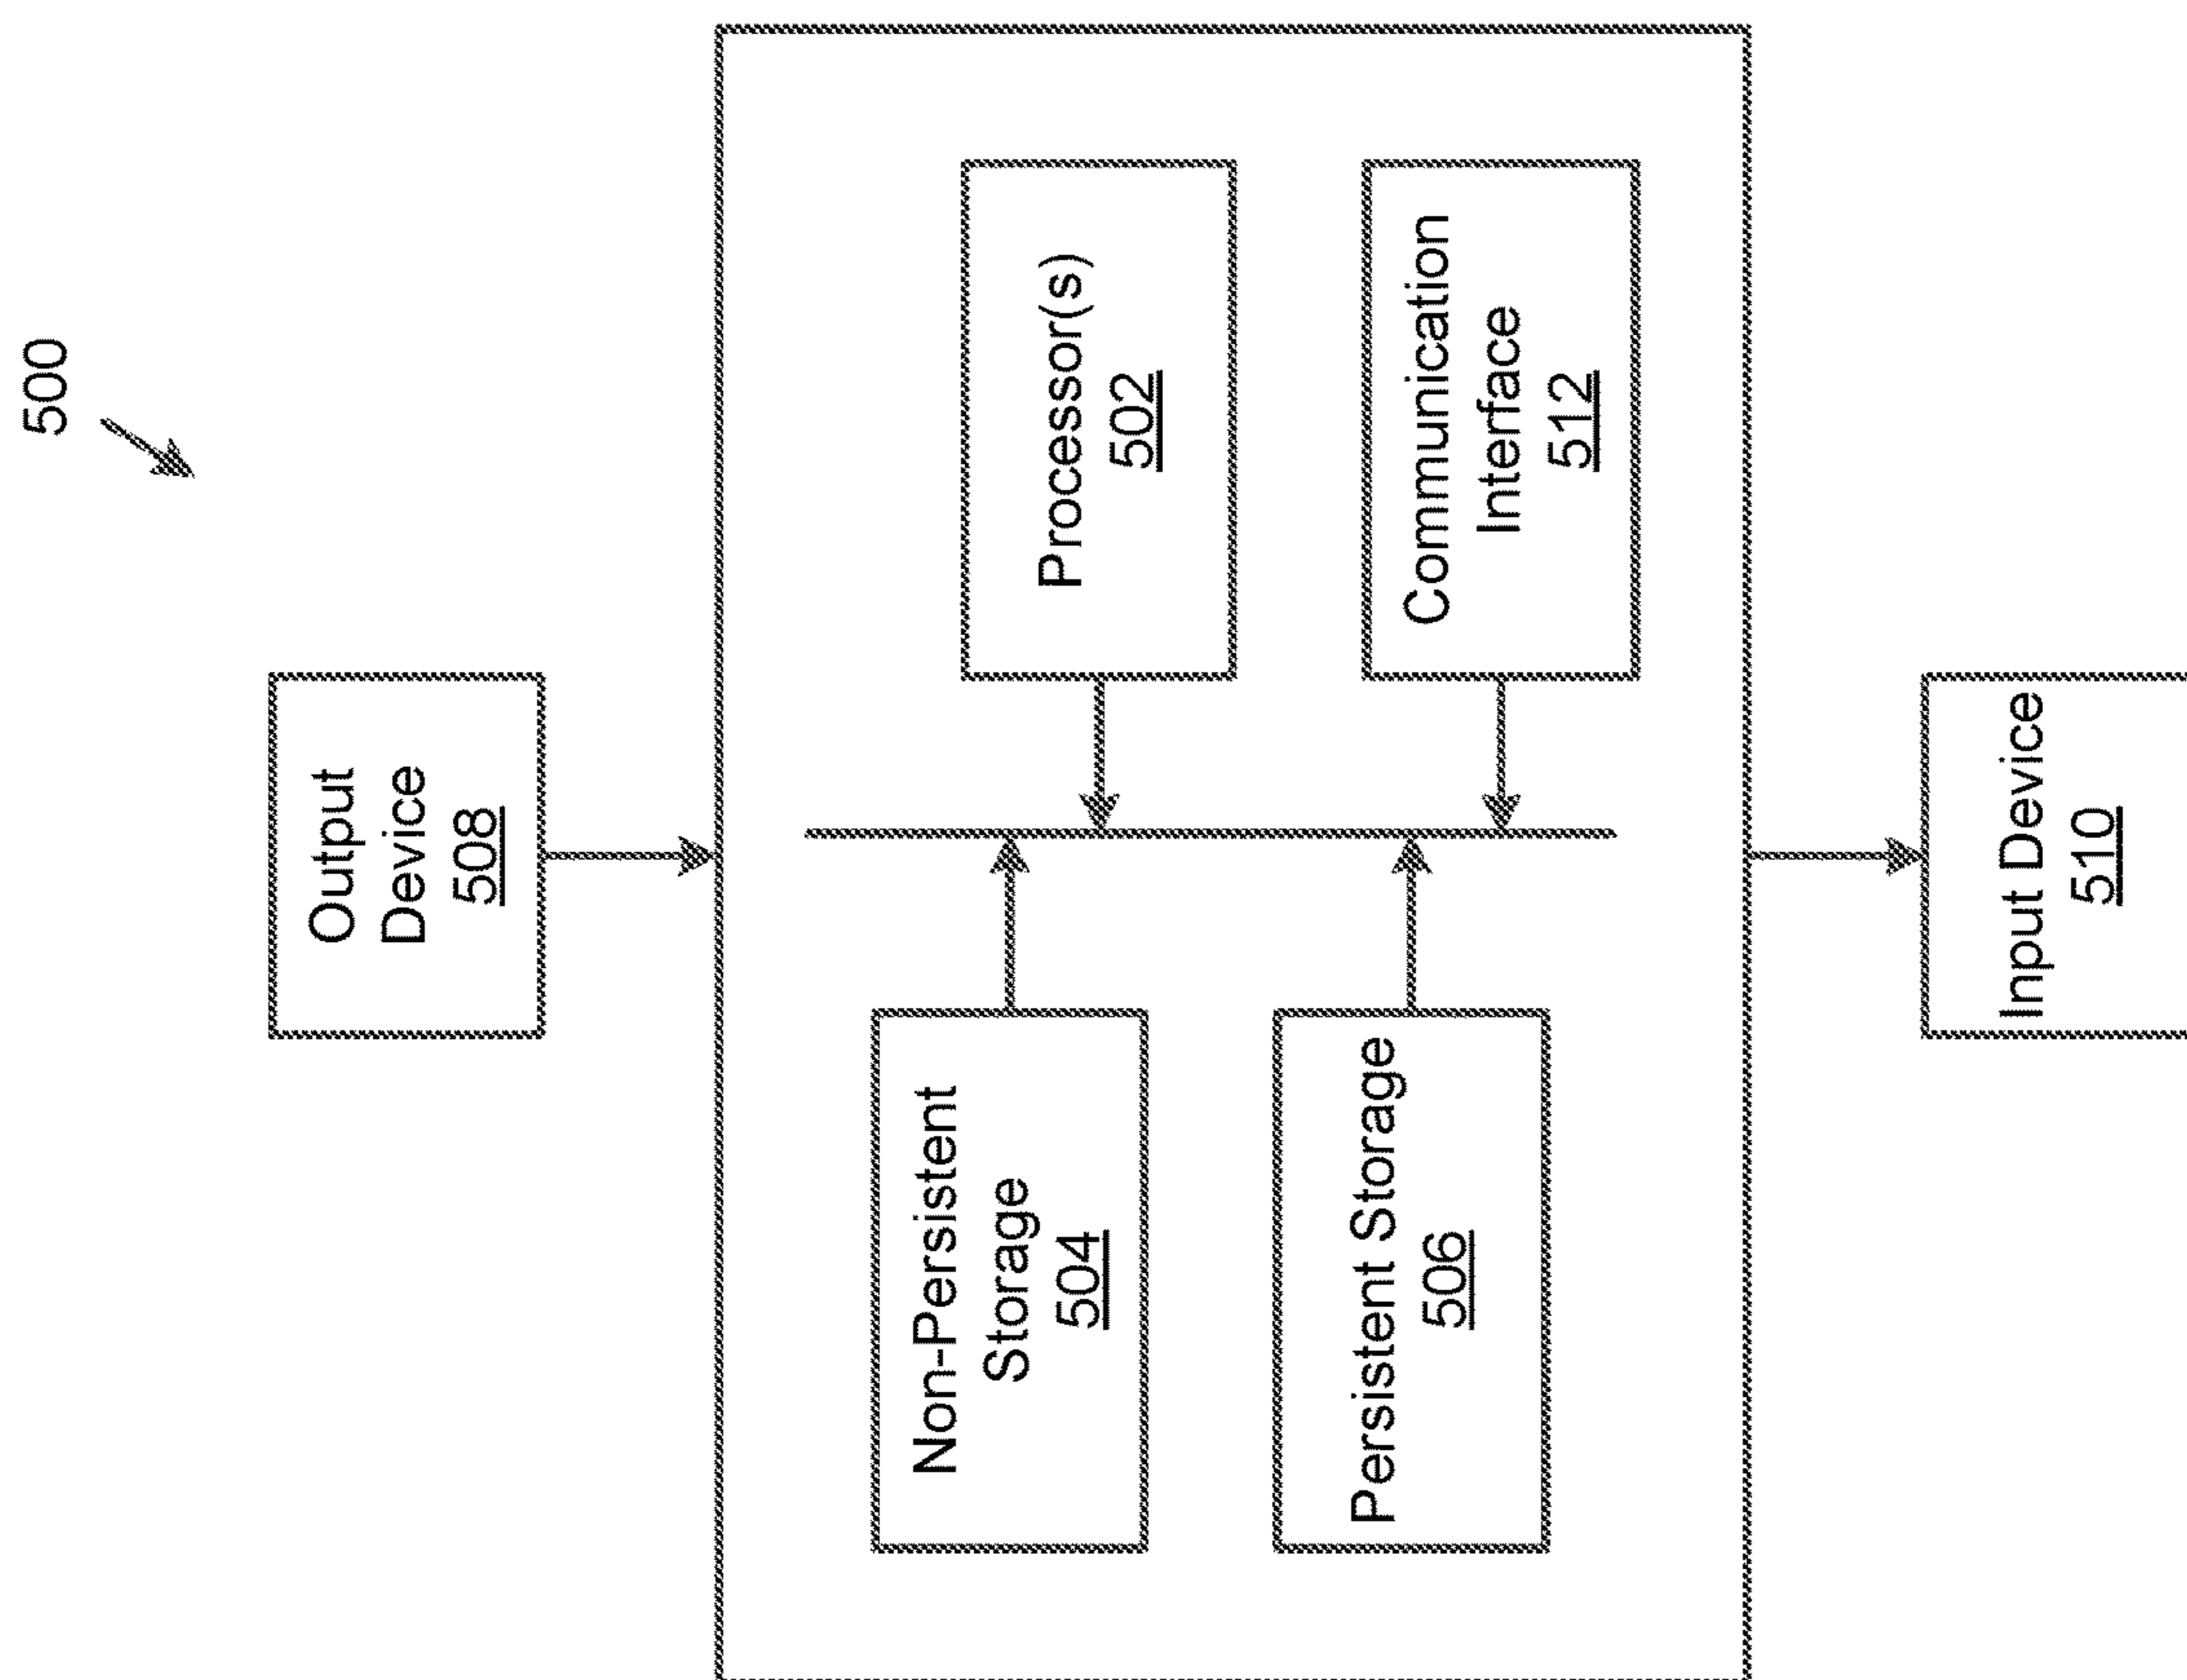 500
Output
Device
508
Non-Persistent
Storage
504
Processor(s)
502
Persistent Storage
506
Communication
Interface
512
Input Device
510